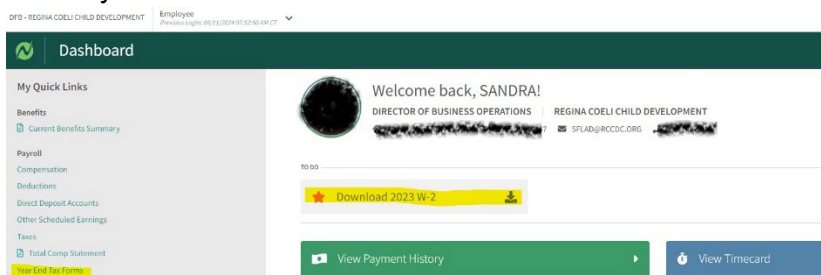 DFB - REGINA COELI CHILD DEVELOPMENT
Employee
Previous Login: 06/11/2024 07:52:50 AM CT
Dashboard
My Quick Links
Benefits
Current Benefits Summary
Payroll
Compensation
Deductions
Direct Deposit Accounts
Other Scheduled Earnings
Taxes
Total Comp Statement
Year End Tax Forms
Welcome back, SANDRA!
DIRECTOR OF BUSINESS OPERATIONS
REGINA COELI CHILD DEVELOPMENT
7
SFLAD@RCCDC.ORG
TO DO
Download 2023 W-2
View Payment History
View Timecard